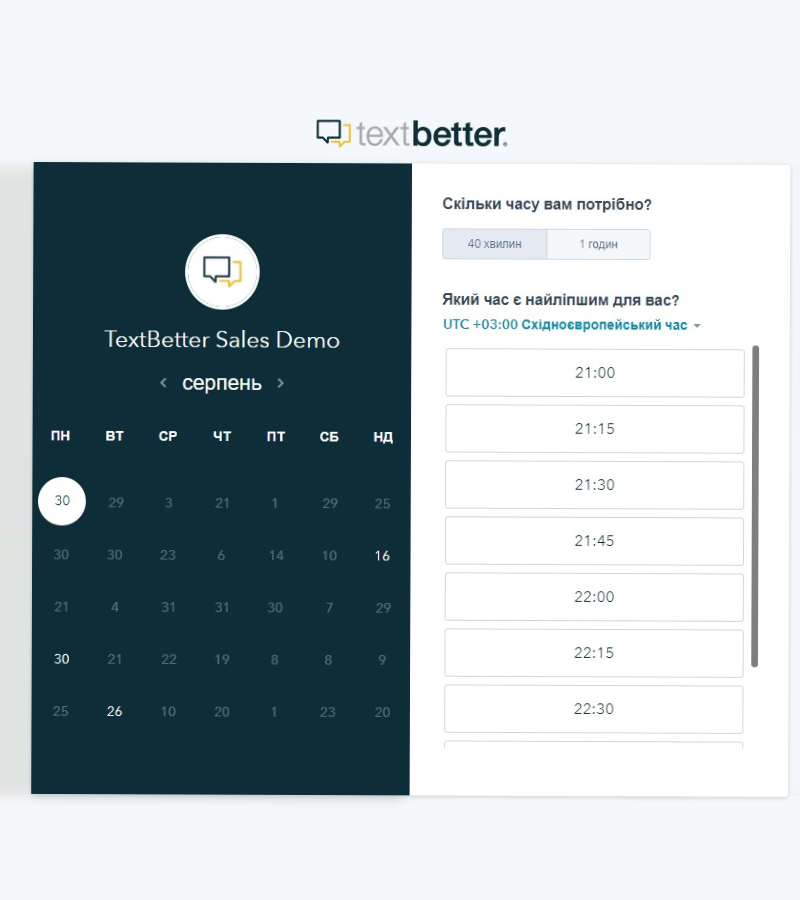 textbetter.
TextBetter Sales Demo
серпень
ПН ВТ СР ЧТ ПТ СБ НД
30 29 3 21 1 29 25
30 30 23 6 14 10 16
21 4 31 31 30 7 29
30 21 22 19 8 8 9
25 26 10 20 1 23 20
Скільки часу вам потрібно?
40 хвилин 1 годин
Який час є найліпшим для вас?
UTC +03:00 Східноєвропейський час
21:00
21:15
21:30
21:45
22:00
22:15
22:30